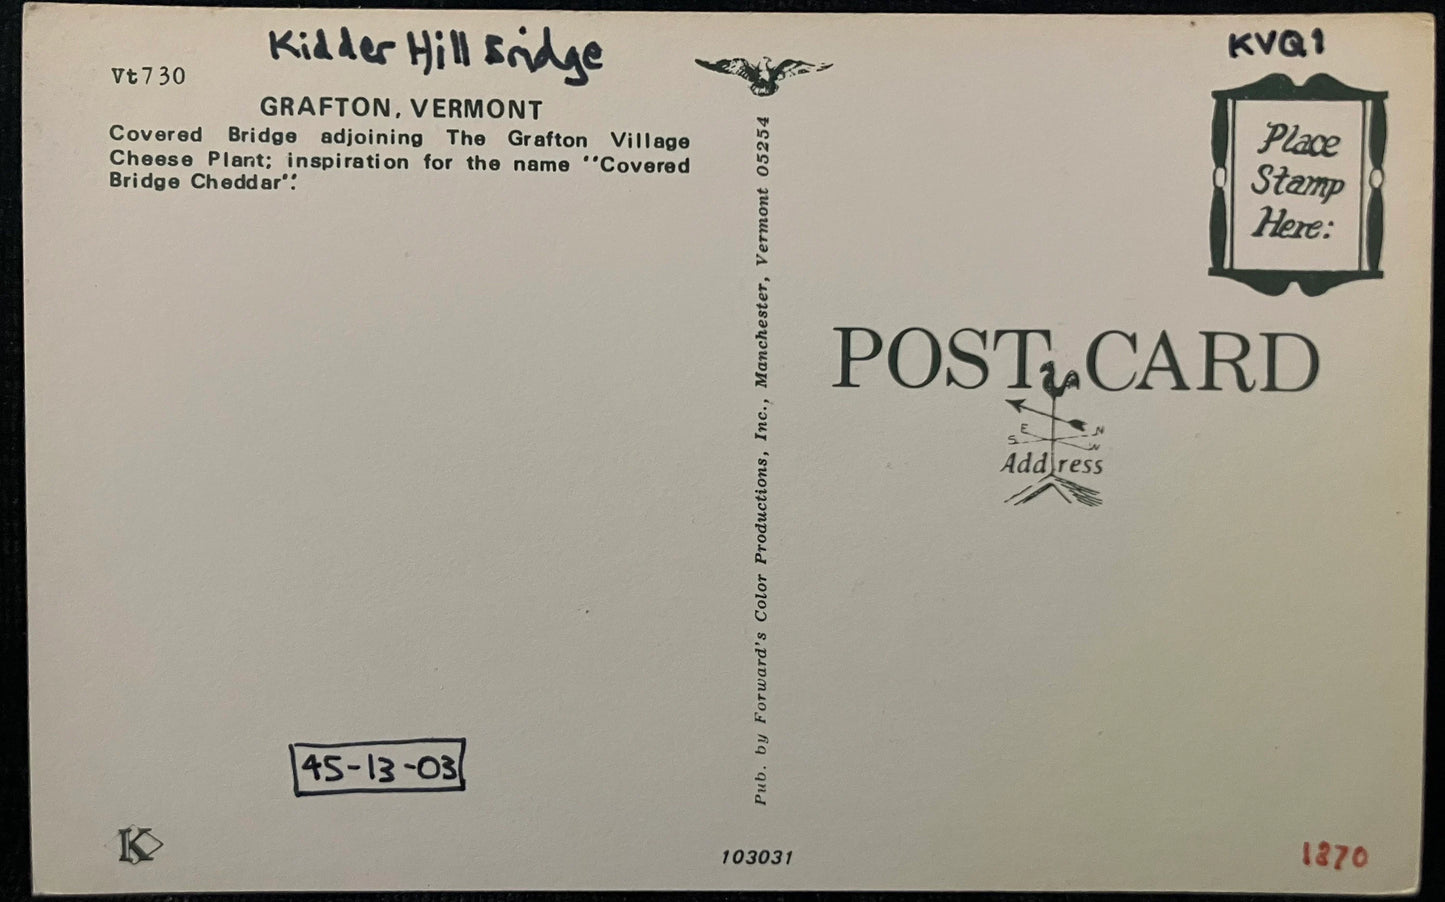 Kidder Hill Bridge
Vt730
GRAFTON, VERMONT
Covered Bridge adjoining The Grafton Village
Cheese Plant; inspiration for the name ''Covered
Bridge Cheddar''.
45-13-03
K
Pub. by Forward's Color Productions, Inc., Manchester, Vermont 05254
103031
KVQ1
Place
Stamp
Here:
POST CARD
E N
S W
Address
1870